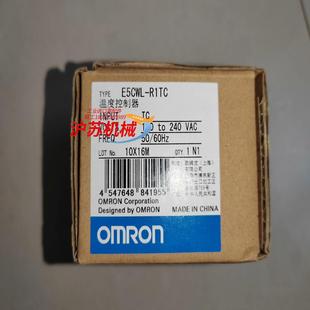 TYPE E5CWL-R1TC
温度控制器
INPUT TC
沪苏机械
100 to 240 VAC
FREQ 50/60Hz
LOT No. 10X16M QTY. 1 N1
4 547648 84195
OMRON Corporation
Designed by OMRON MADE IN CHINA
OMRON